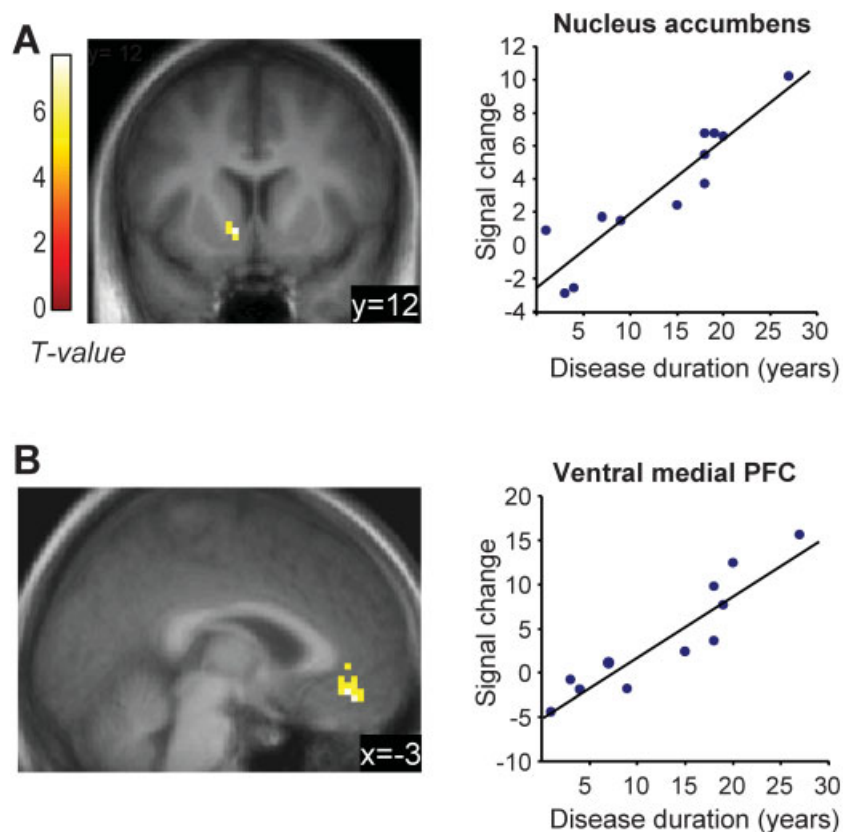 A
y= 12
6
4
2
0
y=12
T-value
Nucleus accumbens
Signal change
12
10
8
6
4
2
0
-2
-4
5 10 15 20 25 30
Disease duration (years)
B
x=-3
Ventral medial PFC
Signal change
20
15
10
5
0
-5
-10
5 10 15 20 25 30
Disease duration (years)